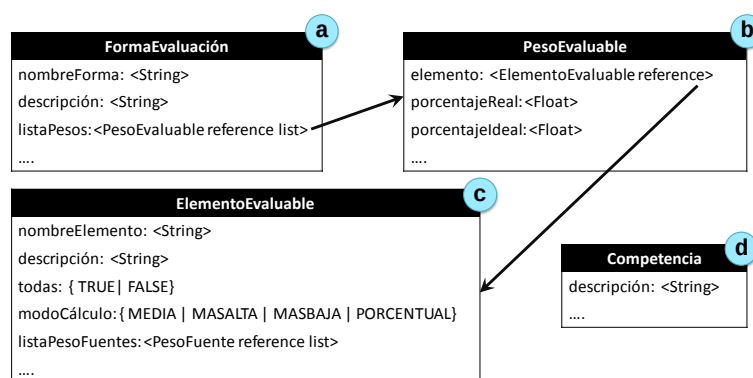 a
FormaEvaluación
nombreForma: <String>
descripción: <String>
listaPesos:<PesoEvaluable reference list>
....
b
PesoEvaluable
elemento: <ElementoEvaluable reference>
porcentajeReal:<Float>
porcentajeIdeal:<Float>
....
c
ElementoEvaluable
nombreElemento: <String>
descripción: <String>
todas: { TRUE| FALSE}
modoCálculo:{ MEDIA | MASALTA | MASBAJA | PORCENTUAL}
listaPesoFuentes:<PesoFuente reference list>
....
d
Competencia
descripción: <String>
....